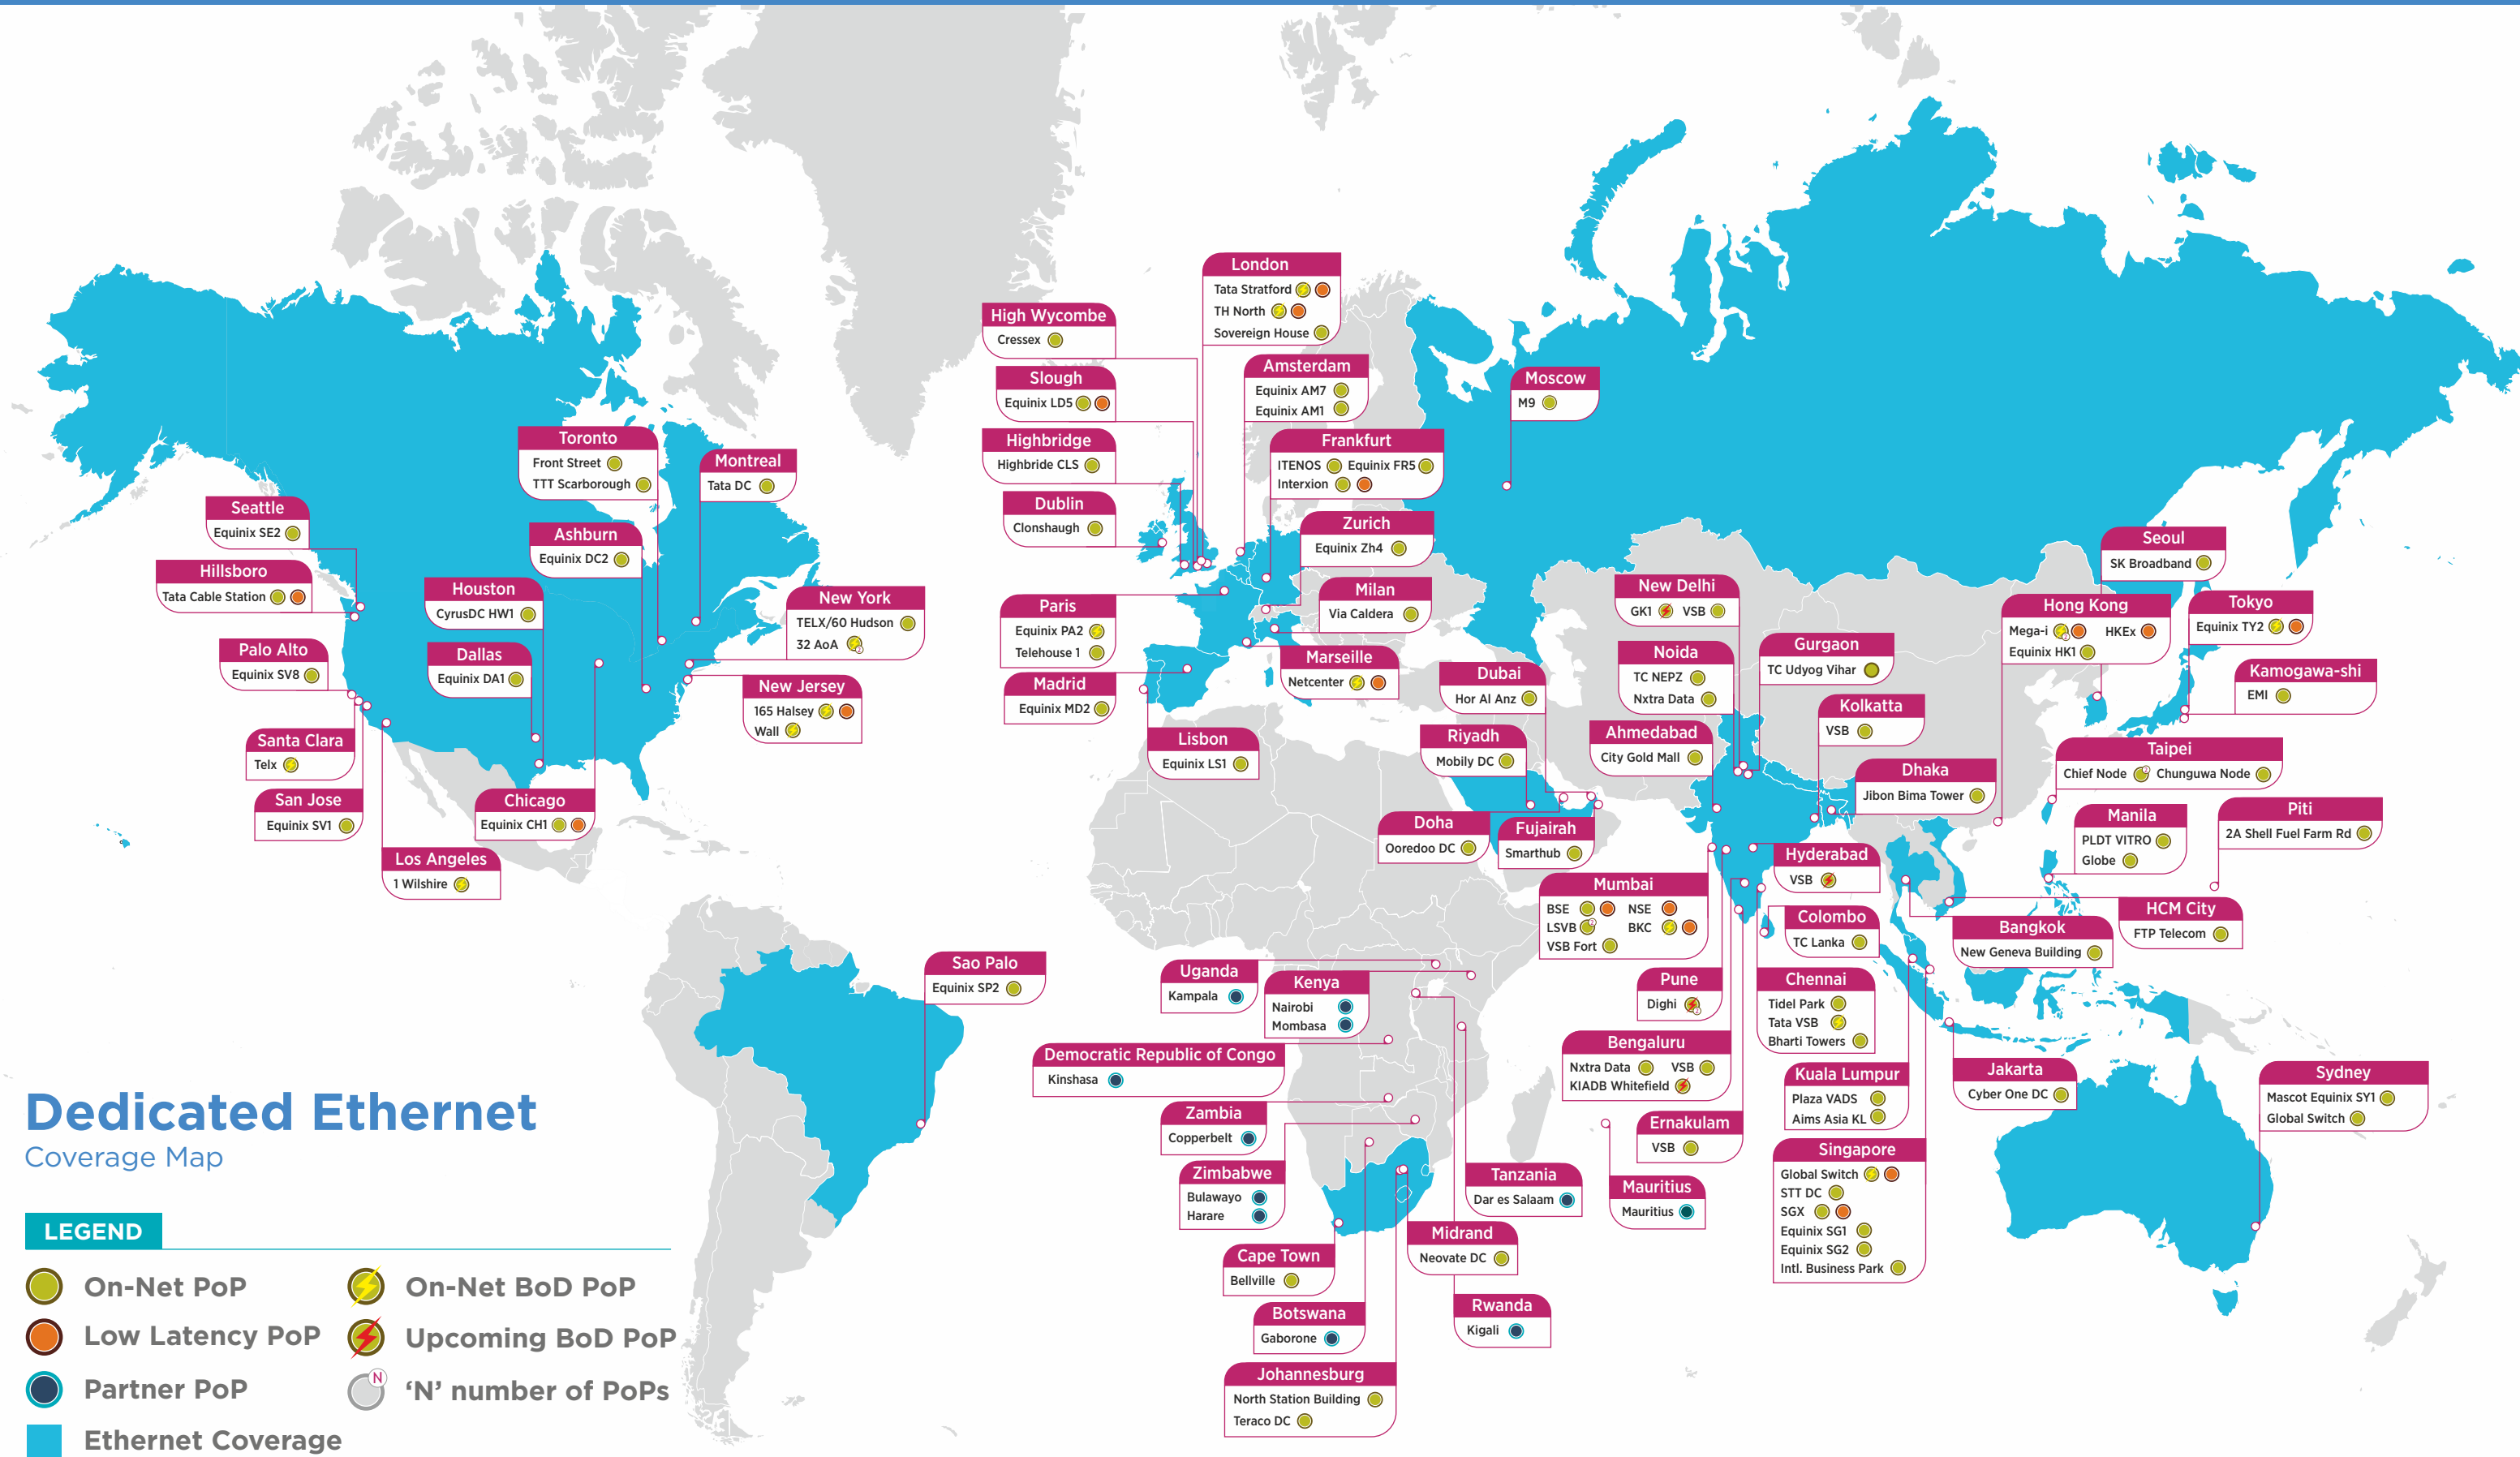 London
Tata Stratford
TH North
Sovereign House
High Wycombe
Cressex
Slough
Equinix LD5
Highbridge
Highbride CLS
Dublin
Clonshaugh
Amsterdam
Equinix AM7
Equinix AM1
Frankfurt
ITENOS Equinix FR5
Interxion
Zurich
Equinix Zh4
Milan
Via Caldera
Moscow
M9
Toronto
Front Street
TTT Scarborough
Montreal
Tata DC
Seattle
Equinix SE2
Ashburn
Equinix DC2
Hillsboro
Tata Cable Station
Houston
CyrusDC HW1
New York
TELX/60 Hudson
32 AoA
Palo Alto
Equinix SV8
Dallas
Equinix DA1
New Jersey
165 Halsey
Wall
Santa Clara
Telx
San Jose
Equinix SV1
Chicago
Equinix CH1
Los Angeles
1 Wilshire
Paris
Equinix PA2
Telehouse 1
Madrid
Equinix MD2
Marseille
Netcenter
Lisbon
Equinix LS1
Dubai
Hor Al Anz
Riyadh
Mobily DC
Doha
Ooredoo DC
Fujairah
Smarthub
New Delhi
GK1 VSB
Noida
TC NEPZ
Nxtra Data
Gurgaon
TC Udyog Vihar
Ahmedabad
City Gold Mall
Kolkatta
VSB
Dhaka
Jibon Bima Tower
Seoul
SK Broadband
Hong Kong
Mega-i 2 HKEx
Equinix HK1
Tokyo
Equinix TY2
Kamogawa-shi
EMI
Taipei
Chief Node 2 Chunguwa Node
Manila
PLDT VITRO
Globe
Piti
2A Shell Fuel Farm Rd
Hyderabad
VSB
Mumbai
BSE NSE
LSVB 2 BKC
VSB Fort
Colombo
TC Lanka
HCM City
FTP Telecom
Bangkok
New Geneva Building
Pune
Dighi
Chennai
Tidel Park
Tata VSB
Bharti Towers
Bengaluru
Nxtra Data VSB
KIADB Whitefield
Kuala Lumpur
Plaza VADS
Aims Asia KL
Jakarta
Cyber One DC
Sydney
Mascot Equinix SY1
Global Switch
Ernakulam
VSB
Singapore
Global Switch
STT DC
SGX
Equinix SG1
Equinix SG2
Intl. Business Park
Mauritius
Mauritius
Sao Palo
Equinix SP2
Uganda
Kampala
Kenya
Nairobi
Mombasa
Democratic Republic of Congo
Kinshasa
Zambia
Copperbelt
Zimbabwe
Bulawayo
Harare
Tanzania
Dar es Salaam
Midrand
Neovate DC
Cape Town
Bellville
Botswana
Gaborone
Rwanda
Kigali
Johannesburg
North Station Building
Teraco DC
Dedicated Ethernet
Coverage Map
LEGEND
On-Net PoP
On-Net BoD PoP
Low Latency PoP
Upcoming BoD PoP
Partner PoP
N
‘N’ number of PoPs
Ethernet Coverage